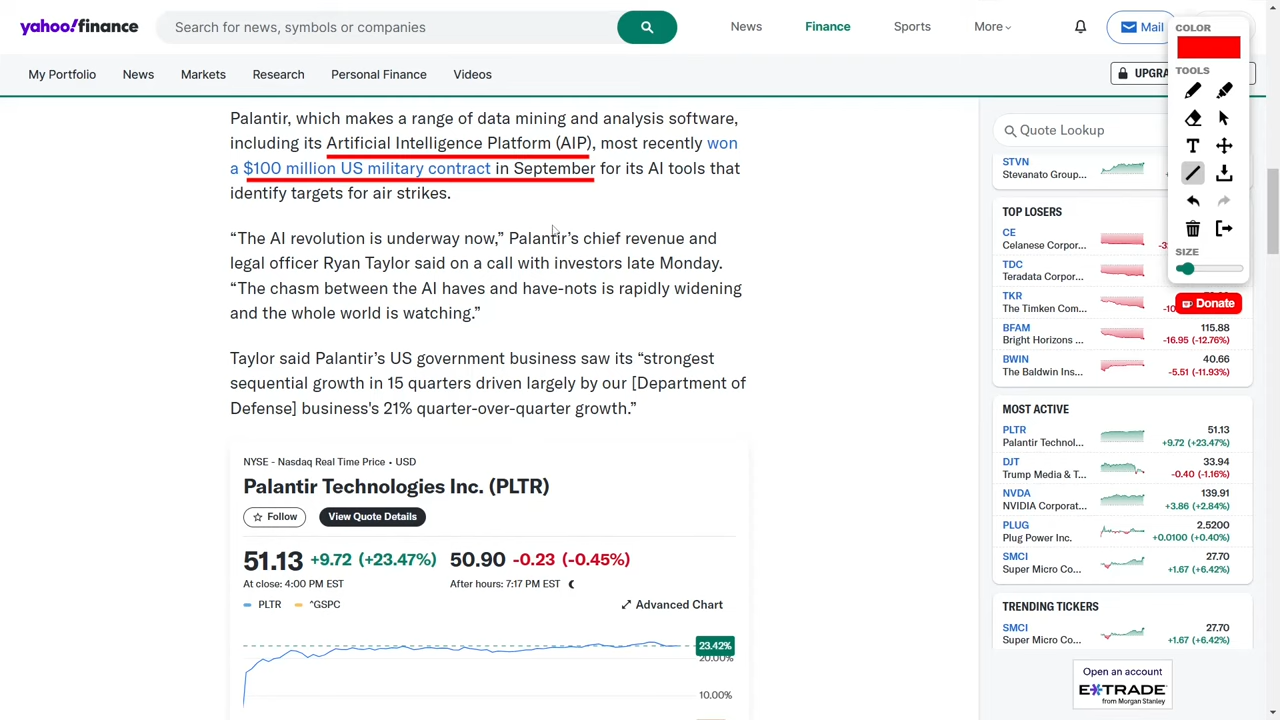 yahoo!finance
Search for news, symbols or companies
News
Finance
Sports
More
Mail
My Portfolio
News
Markets
Research
Personal Finance
Videos
COLOR
TOOLS
SIZE
Donate
Palantir, which makes a range of data mining and analysis software,
including its Artificial Intelligence Platform (AIP), most recently won
a $100 million US military contract in September for its AI tools that
identify targets for air strikes.
“The AI revolution is underway now,” Palantir’s chief revenue and
legal officer Ryan Taylor said on a call with investors late Monday.
“The chasm between the AI haves and have-nots is rapidly widening
and the whole world is watching.”
Taylor said Palantir’s US government business saw its “strongest
sequential growth in 15 quarters driven largely by our [Department of
Defense] business's 21% quarter-over-quarter growth.”
NYSE - Nasdaq Real Time Price • USD
Palantir Technologies Inc. (PLTR)
Follow
View Quote Details
51.13 +9.72 (+23.47%) 50.90 -0.23 (-0.45%)
At close: 4:00 PM EST After hours: 7:17 PM EST
PLTR ^GSPC
Advanced Chart
23.42%
20.00%
10.00%
Quote Lookup
STVN
Stevanato Group...
TOP LOSERS
CE
Celanese Corpor...
TDC
Teradata Corpor...
TKR
The Timken Com...
BFAM 115.88
Bright Horizons ... -16.95 (-12.76%)
BWIN 40.66
The Baldwin Ins... -5.51 (-11.93%)
MOST ACTIVE
PLTR 51.13
Palantir Technol... +9.72 (+23.47%)
DJT 33.94
Trump Media & T... -0.40 (-1.16%)
NVDA 139.91
NVIDIA Corporat... +3.86 (+2.84%)
PLUG 2.5200
Plug Power Inc. +0.0100 (+0.40%)
SMCI 27.70
Super Micro Co... +1.67 (+6.42%)
TRENDING TICKERS
SMCI 27.70
Super Micro Co... +1.67 (+6.42%)
Open an account
E*TRADE
from Morgan Stanley